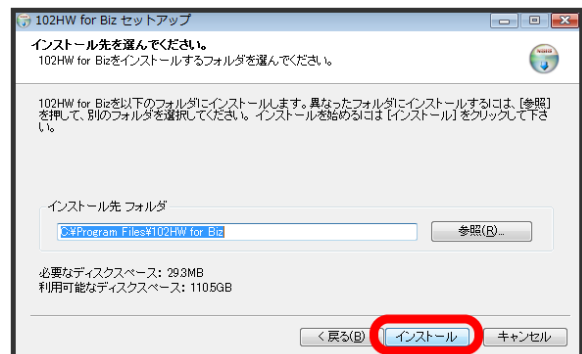 102HW for Biz セットアップ
インストール先を選んでください。
102HW for Bizをインストールするフォルダを選んでください。
102HW for Bizを以下のフォルダにインストールします。異なったフォルダにインストールするには、[参照]
を押して、別のフォルダを選択してください。インストールを始めるには [インストール] をクリックして下さ
い。
インストール先 フォルダ
C:¥Program Files¥102HW for Biz
参照(R)...
必要なディスクスペース: 29.3MB
利用可能なディスクスペース: 110.5GB
< 戻る(B)
インストール
キャンセル